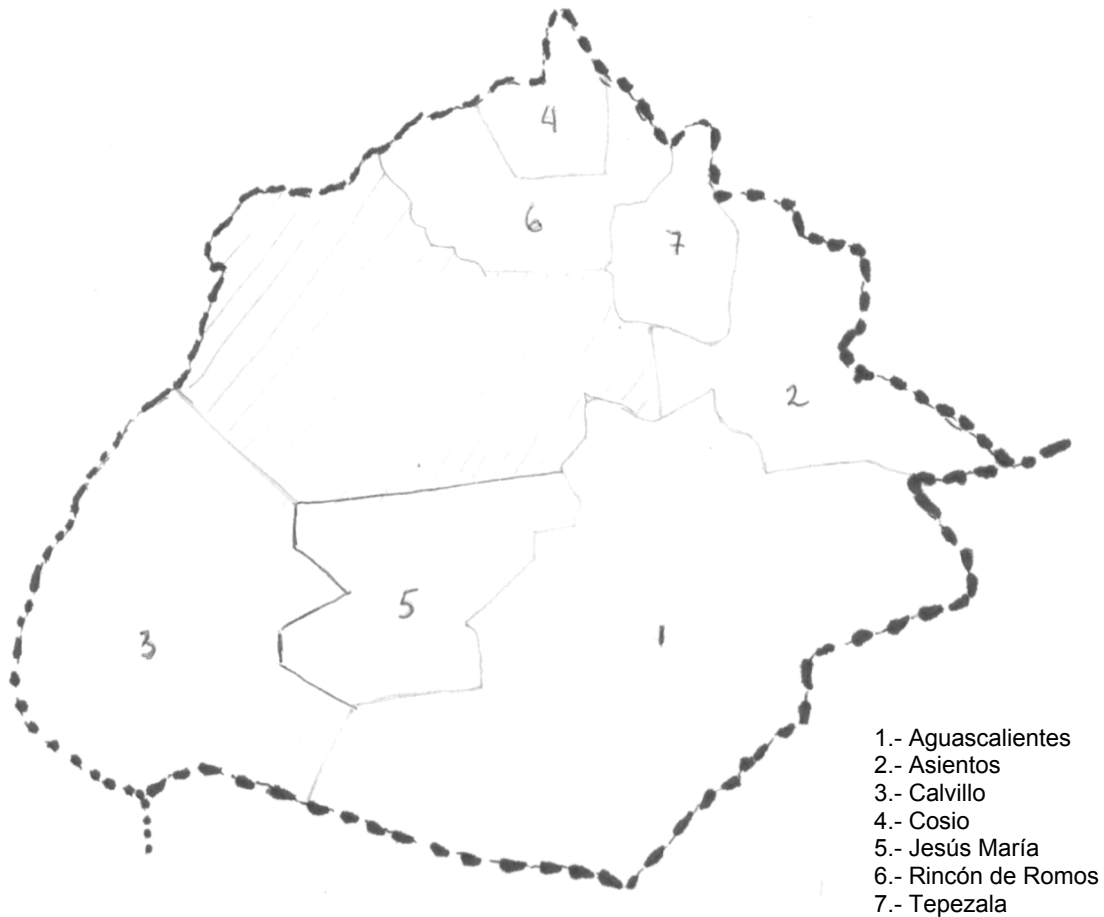 4
6
7
2
5
3
1
1.- Aguascalientes
2.- Asientos
3.- Calvillo
4.- Cosio
5.- Jesús María
6.- Rincón de Romos
7.- Tepezala